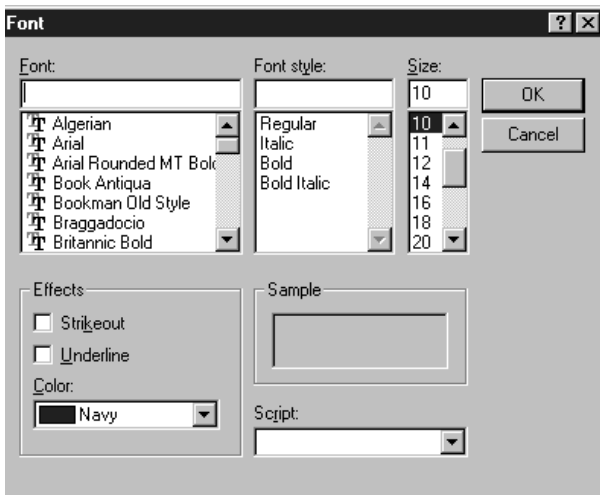 Font
Font: Font style: Size:
10
OK
Algerian
Arial
Arial Rounded MT Bold
Book Antiqua
Bookman Old Style
Braggadocio
Britannic Bold
Regular
Italic
Bold
Bold Italic
10
11
12
14
16
18
20
Cancel
Effects
Strikeout
Underline
Color:
Navy
Sample
Script: